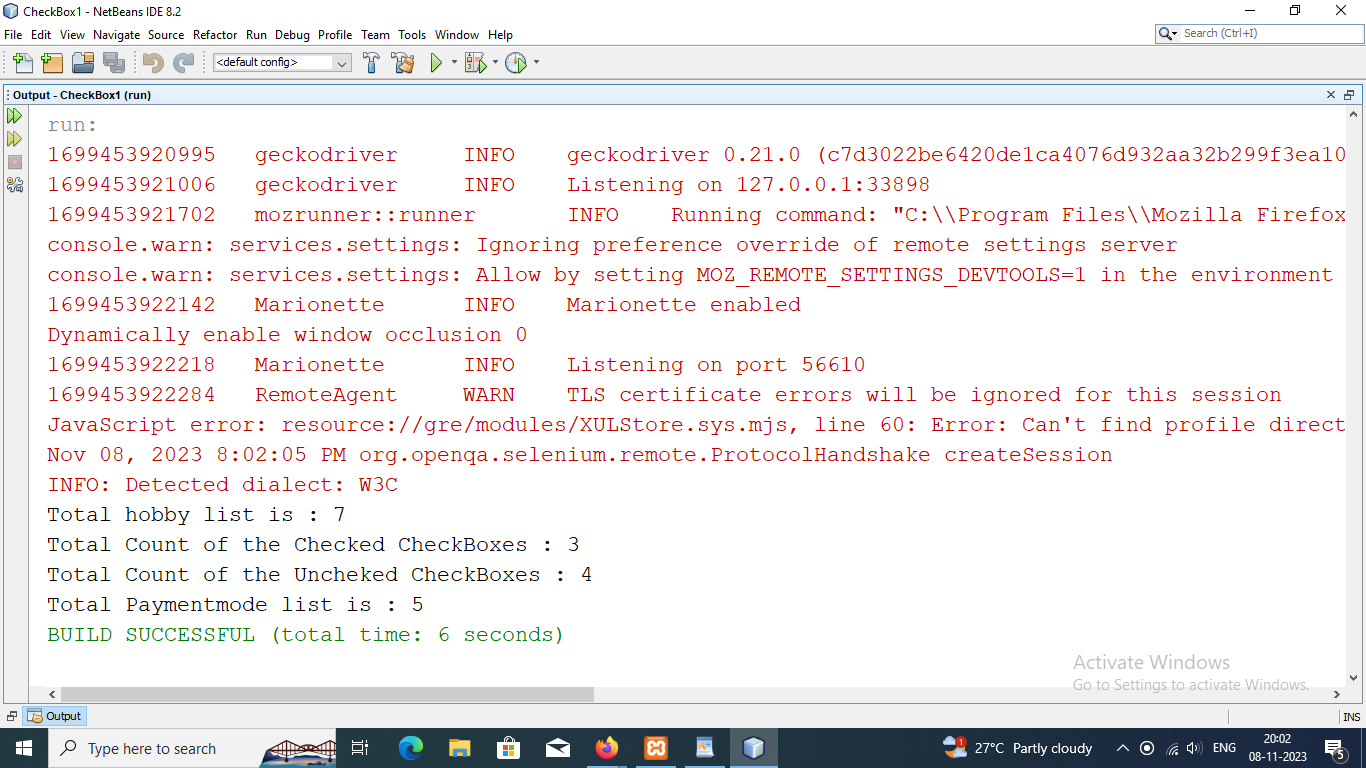 CheckBox1 - NetBeans IDE 8.2
File Edit View Navigate Source Refactor Run Debug Profile Team Tools Window Help
Search (Ctrl+I)
<default config>
Output - CheckBox1 (run)
run:
1699453920995 geckodriver INFO geckodriver 0.21.0 (c7d3022be6420de1ca4076d932aa32b299f3ea10
1699453921006 geckodriver INFO Listening on 127.0.0.1:33898
1699453921702 mozrunner::runner INFO Running command: "C:\\Program Files\\Mozilla Firefox
console.warn: services.settings: Ignoring preference override of remote settings server
console.warn: services.settings: Allow by setting MOZ_REMOTE_SETTINGS_DEVTOOLS=1 in the environment
1699453922142 Marionette INFO Marionette enabled
Dynamically enable window occlusion 0
1699453922218 Marionette INFO Listening on port 56610
1699453922284 RemoteAgent WARN TLS certificate errors will be ignored for this session
JavaScript error: resource://gre/modules/XULStore.sys.mjs, line 60: Error: Can't find profile direct
Nov 08, 2023 8:02:05 PM org.openqa.selenium.remote.ProtocolHandshake createSession
INFO: Detected dialect: W3C
Total hobby list is : 7
Total Count of the Checked CheckBoxes : 3
Total Count of the Uncheked CheckBoxes : 4
Total Paymentmode list is : 5
BUILD SUCCESSFUL (total time: 6 seconds)
Activate Windows
Go to Settings to activate Windows.
Output
INS
Type here to search
1
27°C Partly cloudy
ENG
20:02
08-11-2023
5